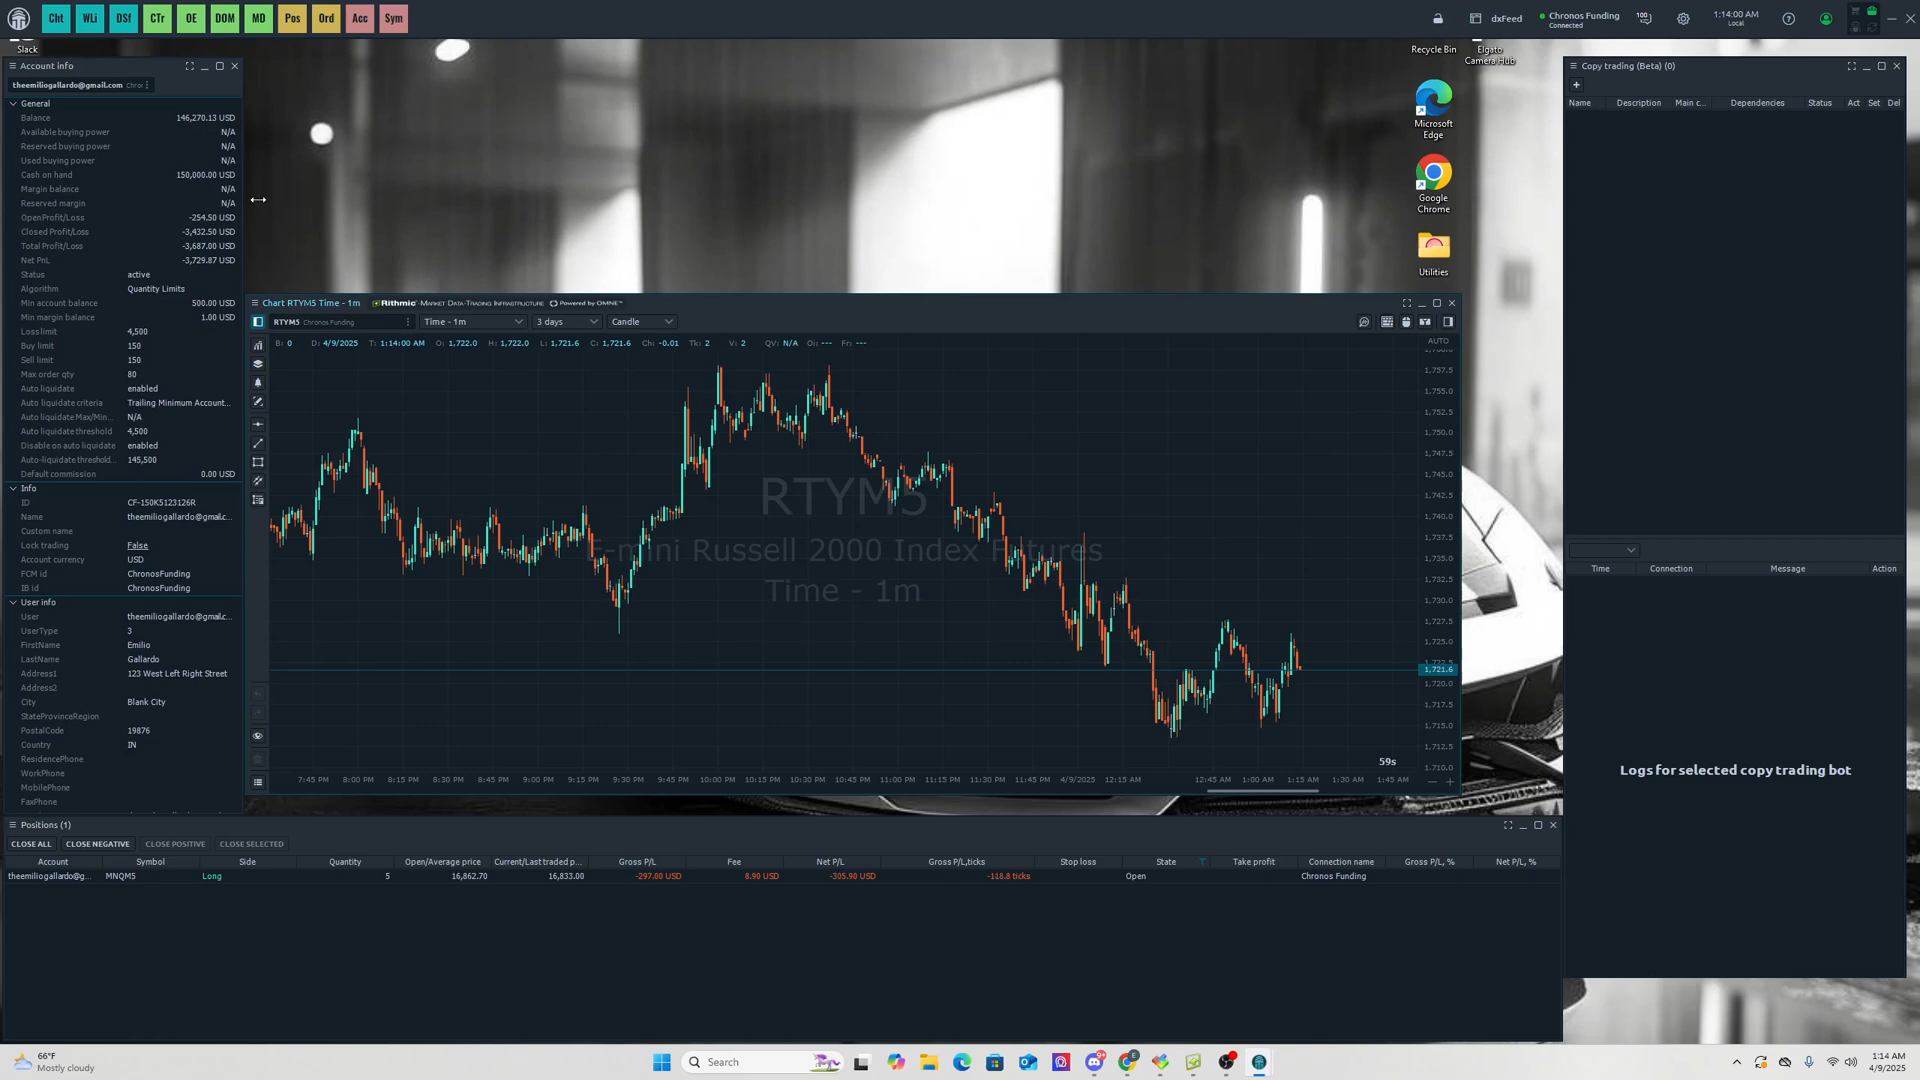 Cht WLi DSf CTr OE DOM MD Pos Ord Acc Sym
dxFeed
Chronos Funding
Connected
100
1:14:00 AM
Local
Slack
Recycle Bin
Elgato
Camera Hub
Microsoft
Edge
Google
Chrome
Utilities
Account info
theemiliogallardo@gmail.com
General
Balance 146,270.13 USD
Available buying power N/A
Reserved buying power N/A
Used buying power N/A
Cash on hand 150,000.00 USD
Margin balance N/A
Reserved margin N/A
OpenProfit/Loss -254.50 USD
Closed Profit/Loss -3,432.50 USD
Total Profit/Loss -3,687.00 USD
Net PnL -3,729.87 USD
Status active
Algorithm Quantity Limits
Min account balance 500.00 USD
Min margin balance 1.00 USD
Loss limit 4,500
Buy limit 150
Sell limit 150
Max order qty 80
Auto liquidate enabled
Auto liquidate criteria Trailing Minimum Account...
Auto liquidate Max/Min... N/A
Auto liquidate threshold 4,500
Disable on auto liquidate enabled
Auto-liquidate threshold... 145,500
Default commission 0.00 USD
Info
ID CF-150K5123126R
Name theemiliogallardo@gmail.c...
Custom name
Lock trading False
Account currency USD
FCM id ChronosFunding
IB id ChronosFunding
User info
User theemiliogallardo@gmail.c...
UserType 3
FirstName Emilio
LastName Gallardo
Address1 123 West Left Right Street
Address2
City Blank City
StateProvinceRegion
PostalCode 19876
Country IN
ResidencePhone
WorkPhone
MobilePhone
FaxPhone
Chart RTYM5 Time - 1m Rithmic - Market Data-Trading Infrastructure Powered by OMNE™
RTYM5 Chronos Funding Time - 1m 3 days Candle
B: 0 D: 4/9/2025 T: 1:14:00 AM O: 1,722.0 H: 1,722.0 L: 1,721.6 C: 1,721.6 Ch: -0.01 Tk: 2 V: 2 QV: N/A Oi: --- Fr: ---
AUTO
1,757.5
1,755.0
1,752.5
1,750.0
1,747.5
1,745.0
1,742.5
1,740.0
1,737.5
1,735.0
1,732.5
1,730.0
1,727.5
1,725.0
1,721.6
1,720.0
1,717.5
1,715.0
1,712.5
1,710.0
RTYM5
E-mini Russell 2000 Index Futures
Time - 1m
59s
7:45 PM 8:00 PM 8:15 PM 8:30 PM 8:45 PM 9:00 PM 9:15 PM 9:30 PM 9:45 PM 10:00 PM 10:15 PM 10:30 PM 10:45 PM 11:00 PM 11:15 PM 11:30 PM 11:45 PM 4/9/2025 12:15 AM 12:45 AM 1:00 AM 1:15 AM 1:30 AM 1:45 AM
Copy trading (Beta) (0)
Name Description Main c... Dependencies Status Act Set Del
Time Connection Message Action
Logs for selected copy trading bot
Positions (1)
CLOSE ALL CLOSE NEGATIVE CLOSE POSITIVE CLOSE SELECTED
Account Symbol Side Quantity Open/Average price Current/Last traded p... Gross P/L Fee Net P/L Gross P/L,ticks Stop loss State Take profit Connection name Gross P/L, % Net P/L, %
theemiliogallardo@g... MNQM5 Long 5 16,862.70 16,833.00 -297.00 USD 8.90 USD -305.90 USD -118.8 ticks Open Chronos Funding
66°F
Mostly cloudy
Search
1:14 AM
4/9/2025